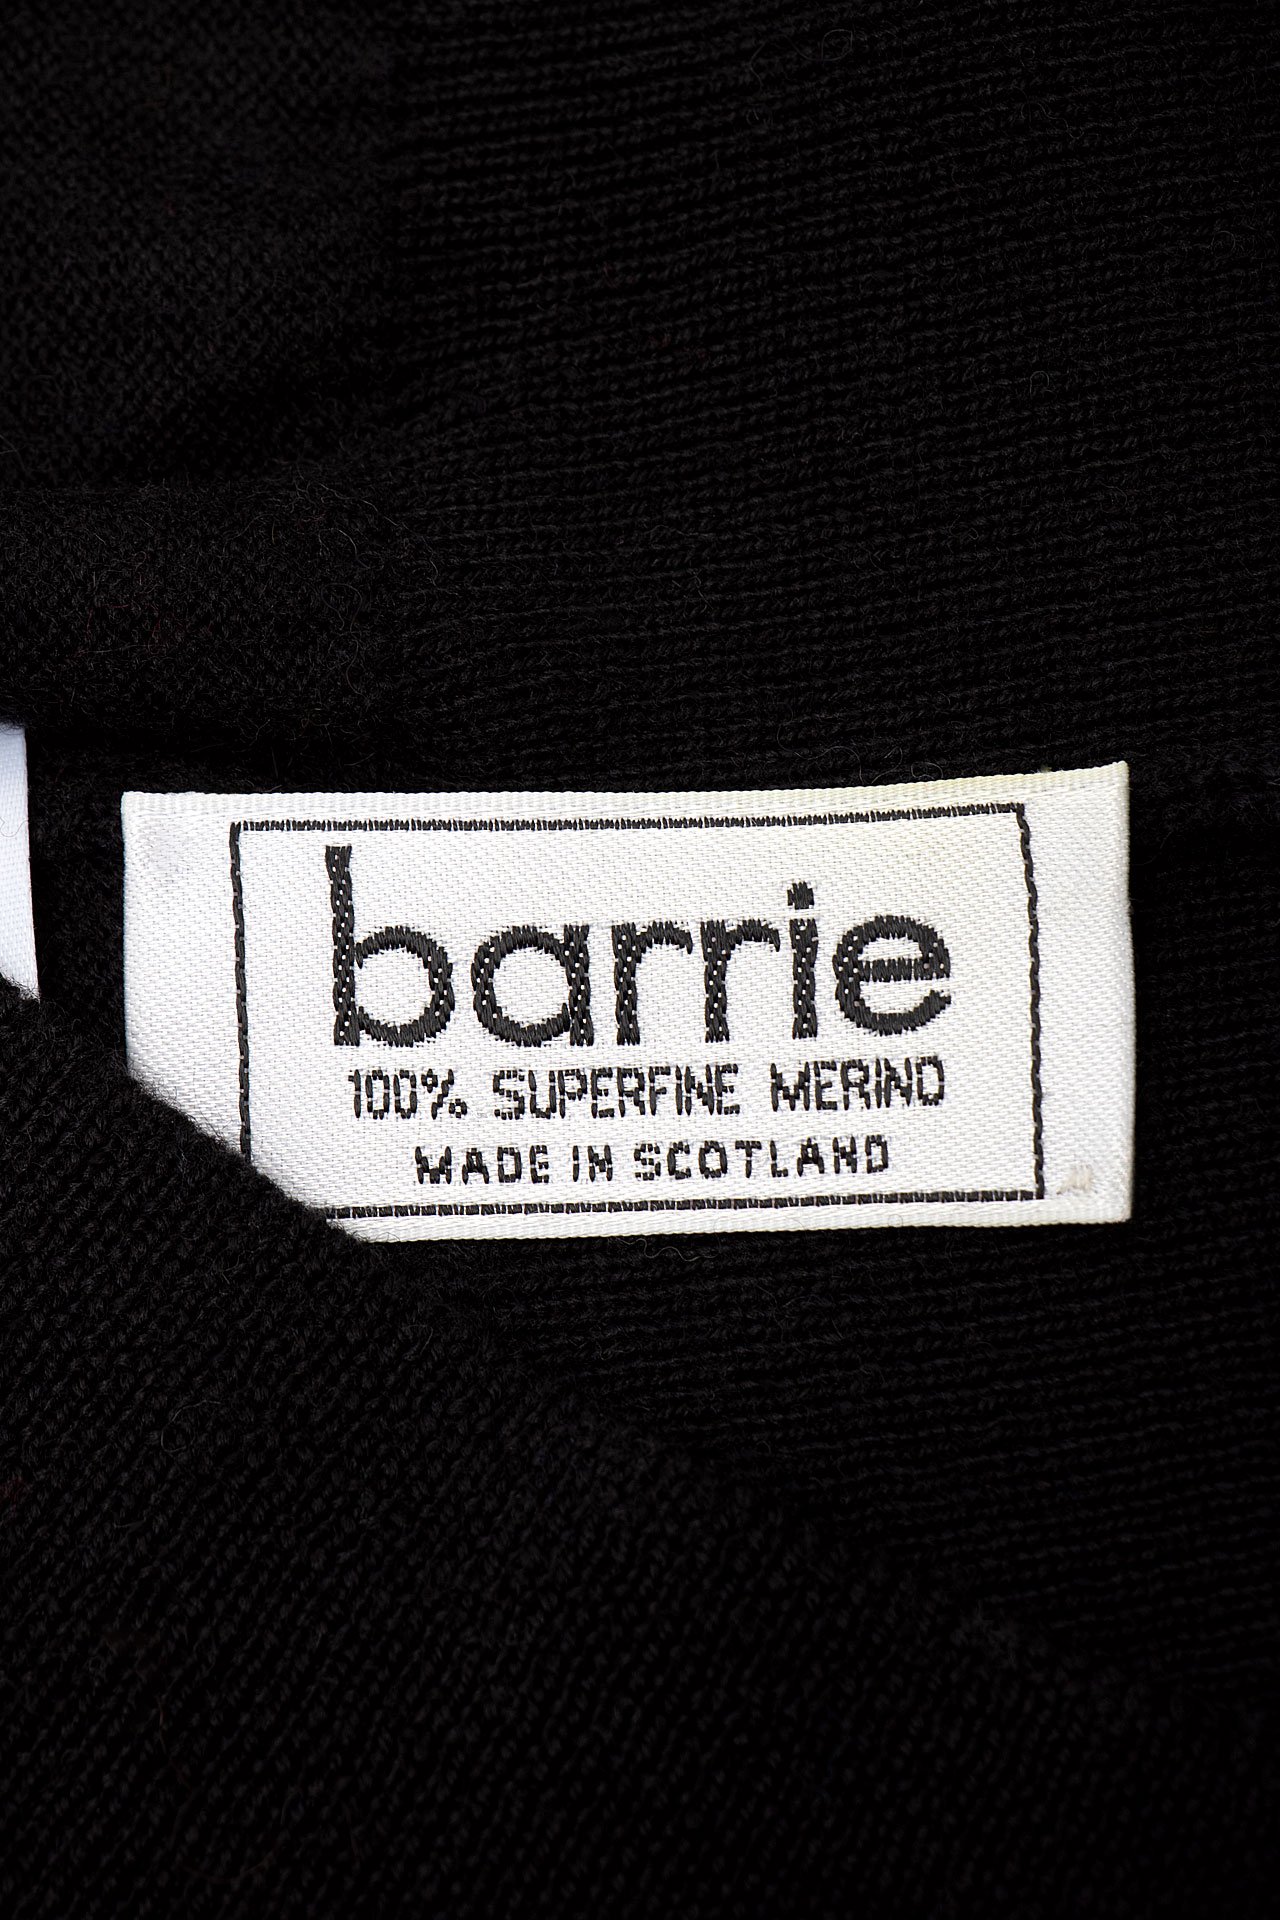 barrie
100% SUPERFINE MERINO
MADE IN SCOTLAND